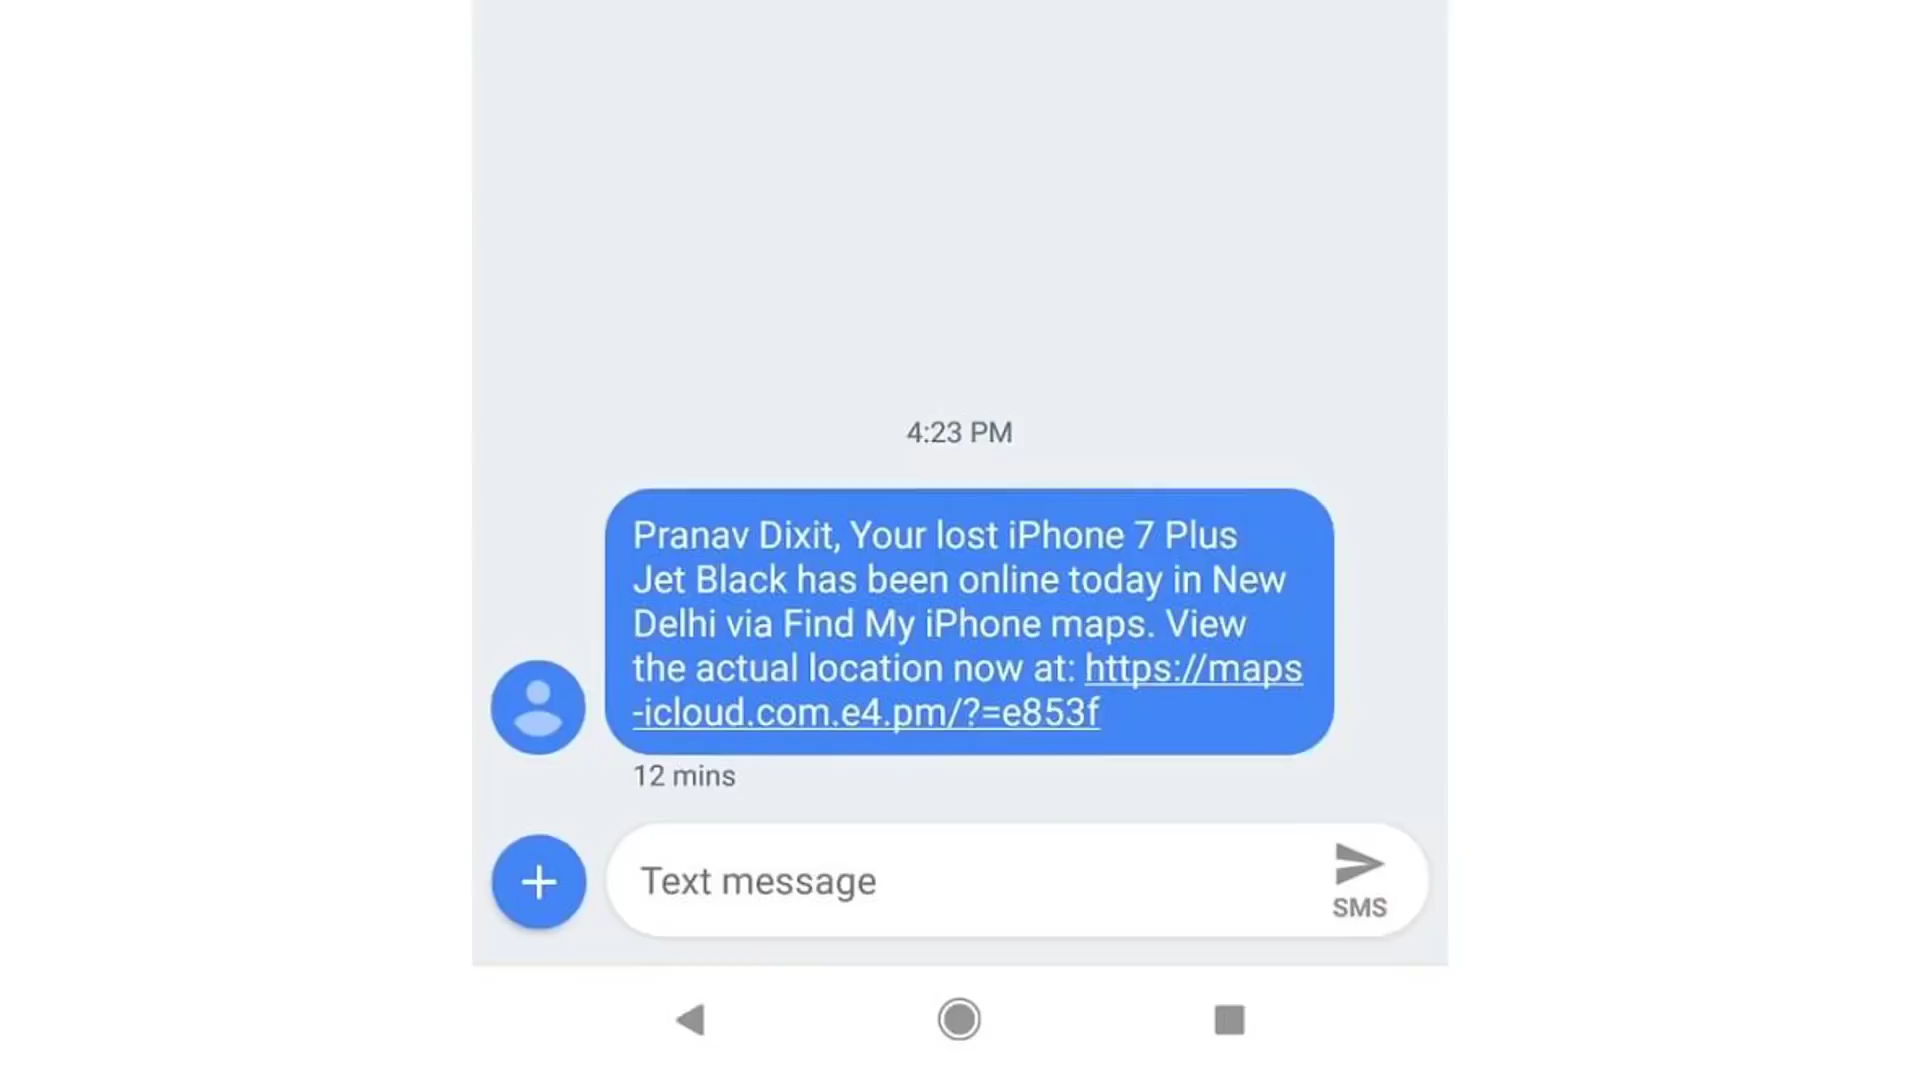 4:23 PM
Pranav Dixit, Your lost iPhone 7 Plus
Jet Black has been online today in New
Delhi via Find My iPhone maps. View
the actual location now at: https://maps
-icloud.com.e4.pm/?=e853f
12 mins
Text message
SMS